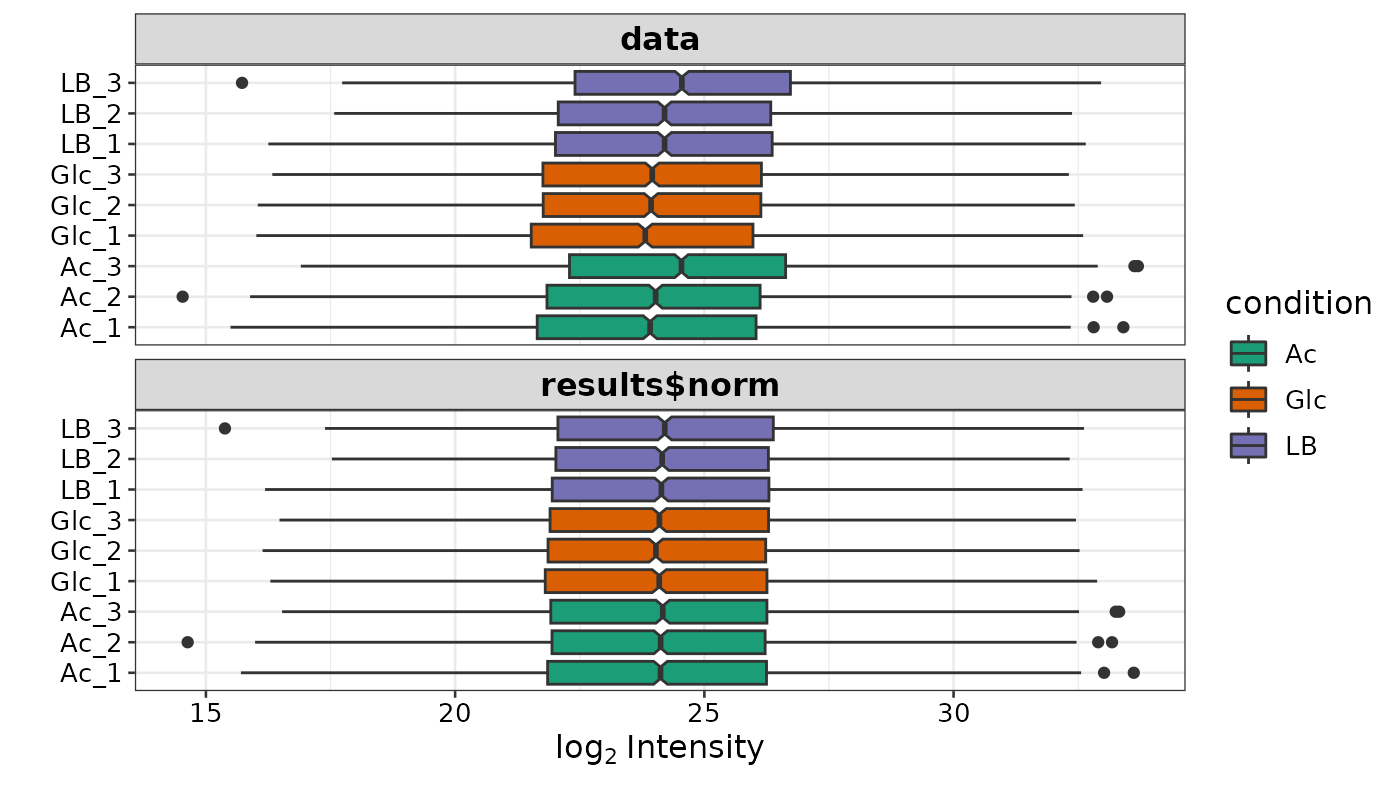 data
LB_3
LB_2
LB_1
Glc_3
Glc_2
Glc_1
Ac_3
Ac_2
Ac_1
results$norm
LB_3
LB_2
LB_1
Glc_3
Glc_2
Glc_1
Ac_3
Ac_2
Ac_1
15 20 25 30
log₂ Intensity
condition
Ac
Glc
LB